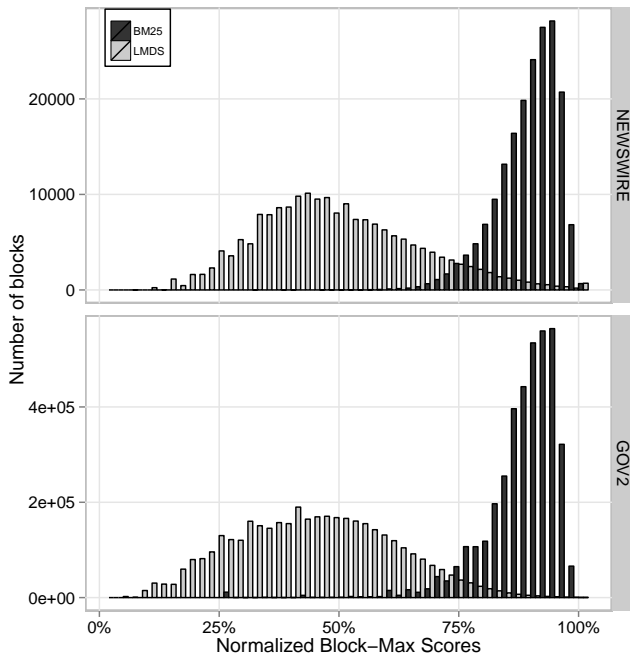 BM25
LMDS
20000
10000
0
NEWSWIRE
Number of blocks
4e+05
2e+05
0e+00
GOV2
0%
25%
50%
75%
100%
Normalized Block−Max Scores